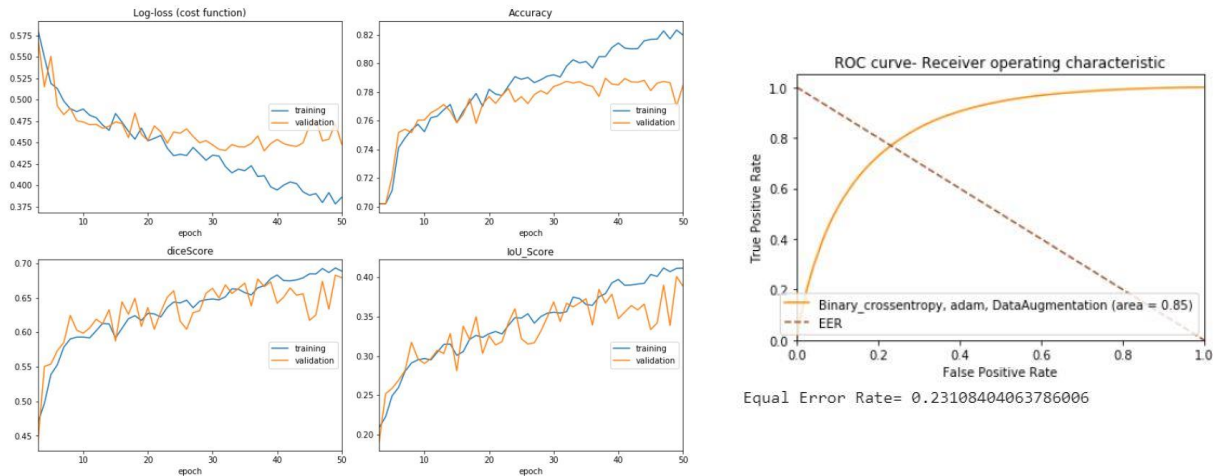 Log-loss (cost function)
0.575
0.550
0.525
0.500
0.475
0.450
0.425
0.400
0.375
training
validation
10 20 30 40 50
epoch
Accuracy
0.82
0.80
0.78
0.76
0.74
0.72
0.70
training
validation
10 20 30 40 50
epoch
diceScore
0.70
0.65
0.60
0.55
0.50
0.45
training
validation
10 20 30 40 50
epoch
IoU_Score
0.40
0.35
0.30
0.25
0.20
training
validation
10 20 30 40 50
epoch
ROC curve- Receiver operating characteristic
True Positive Rate
1.0
0.8
0.6
0.4
0.2
0.0
Binary_crossentropy, adam, DataAugmentation (area = 0.85)
EER
0.0 0.2 0.4 0.6 0.8 1.0
False Positive Rate
Equal Error Rate= 0.23108404063786006